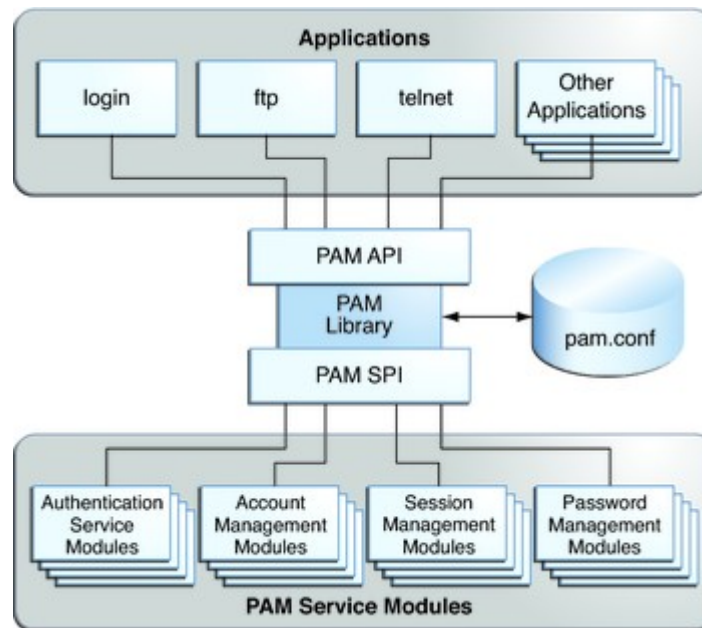 Applications
login
ftp
telnet
Other
Applications
PAM API
PAM
Library
pam.conf
PAM SPI
Authentication
Service
Modules
Account
Management
Modules
Session
Management
Modules
Password
Management
Modules
PAM Service Modules